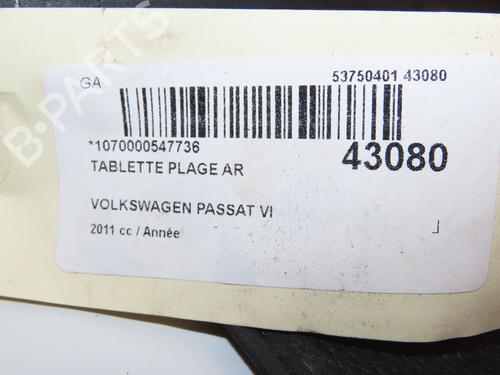 GA 53750401 43080
*1070000547736 43080
TABLETTE PLAGE AR
VOLKSWAGEN PASSAT VI
2011 cc / Année
B-PARTS